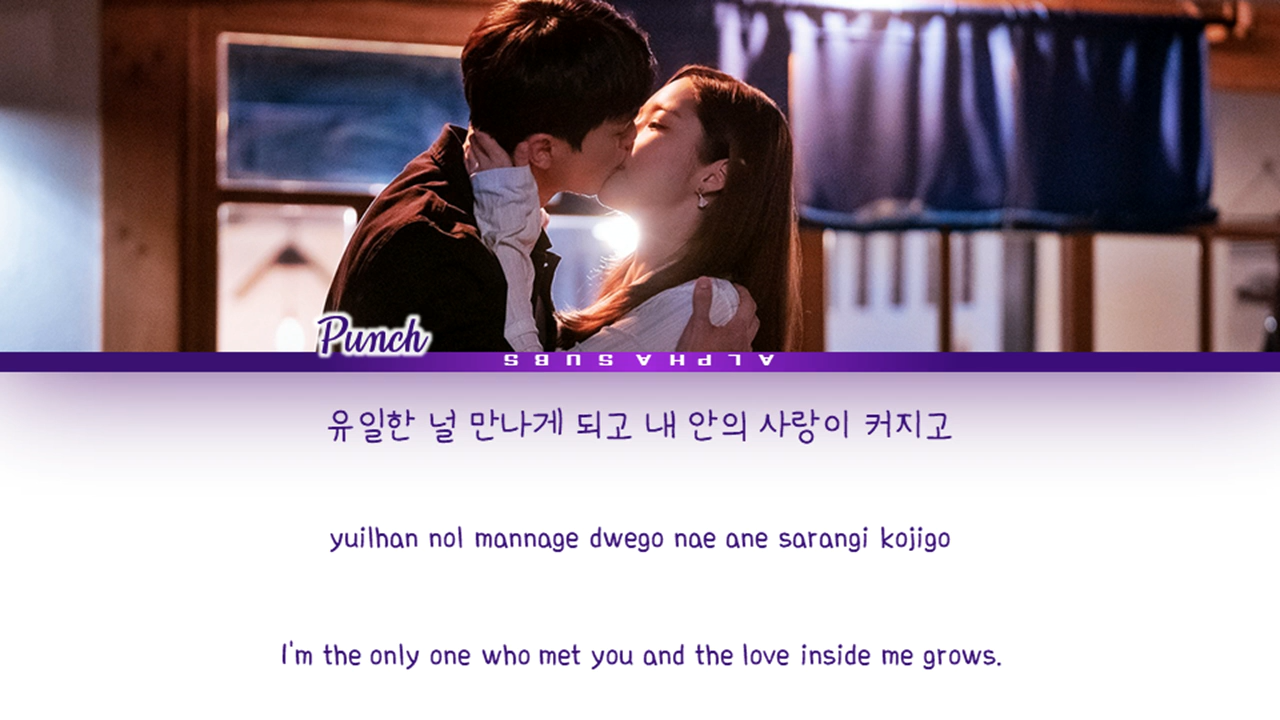 Punch
ALPHA SUBS
유일한 널 만나게 되고 내 안의 사랑이 커지고
yuilhan nol mannage dwego nae ane sarangi kojigo
I'm the only one who met you and the love inside me grows.